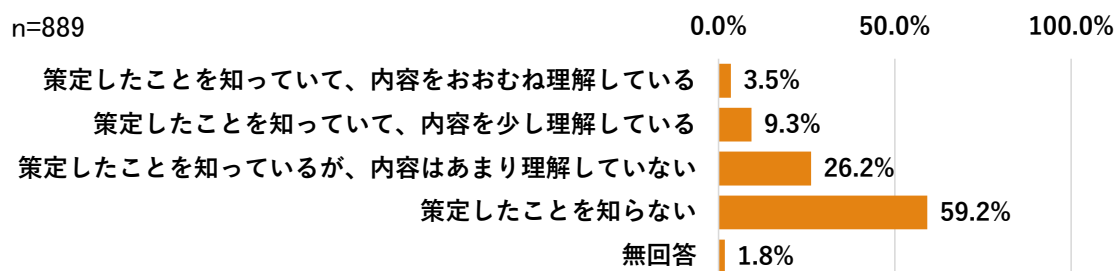 n=889
0.0% 50.0% 100.0%
策定したことを知っていて、内容をおおむね理解している 3.5%
策定したことを知っていて、内容を少し理解している 9.3%
策定したことを知っているが、内容はあまり理解していない 26.2%
策定したことを知らない 59.2%
無回答 1.8%